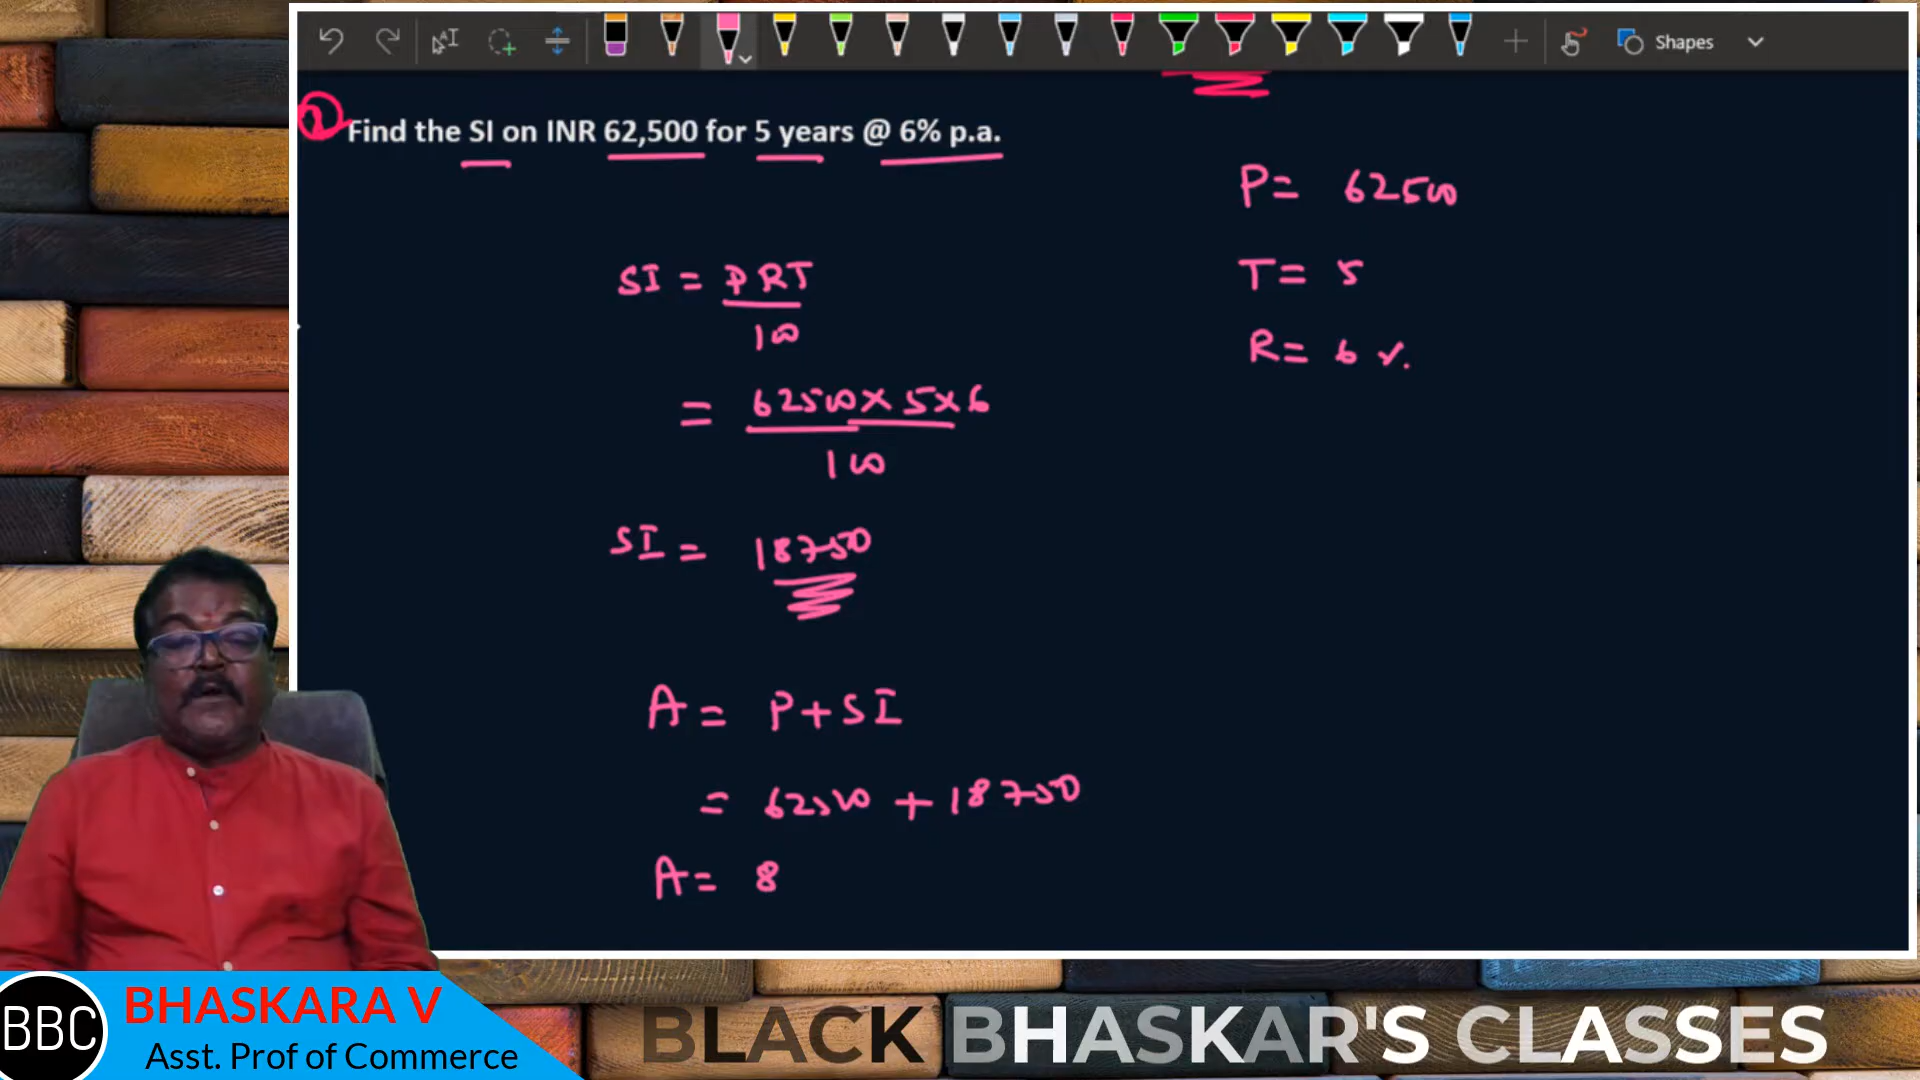 Shapes
2 Find the SI on INR 62,500 for 5 years @ 6% p.a.
P= 62500
T= 5
R= 6 %
SI = PRT
100
= 62500 × 5 × 6
100
SI = 18750
A = P+SI
= 62500 + 18750
A = 8
BBC
BHASKARA V
Asst. Prof of Commerce
BLACK BHASKAR'S CLASSES